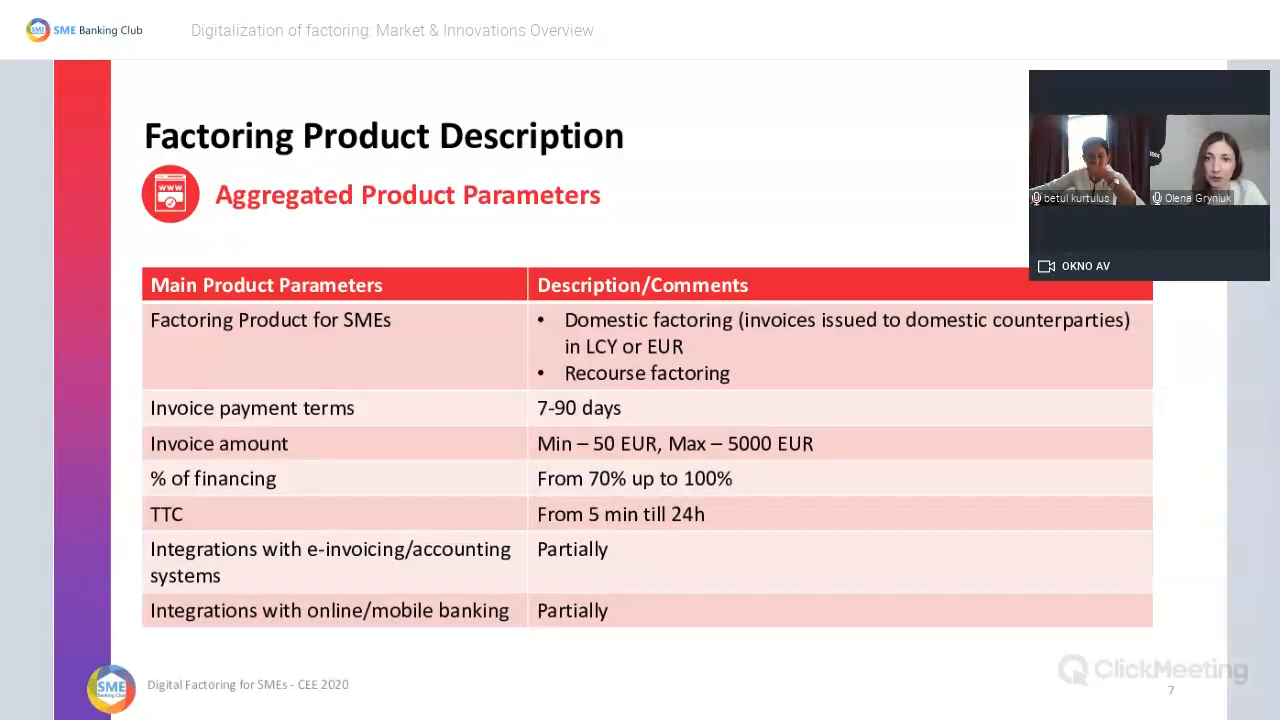 SME Banking Club
Digitalization of factoring: Market & Innovations Overview
Factoring Product Description
WWW
Aggregated Product Parameters
betul kurtulus
Olena Gryniuk
OKNO AV
Main Product Parameters
Description/Comments
Factoring Product for SMEs
• Domestic factoring (invoices issued to domestic counterparties)
in LCY or EUR
• Recourse factoring
Invoice payment terms
7-90 days
Invoice amount
Min – 50 EUR, Max – 5000 EUR
% of financing
From 70% up to 100%
TTC
From 5 min till 24h
Integrations with e-invoicing/accounting
systems
Partially
Integrations with online/mobile banking
Partially
SME
Banking Club
Digital Factoring for SMEs - CEE 2020
ClickMeeting
7